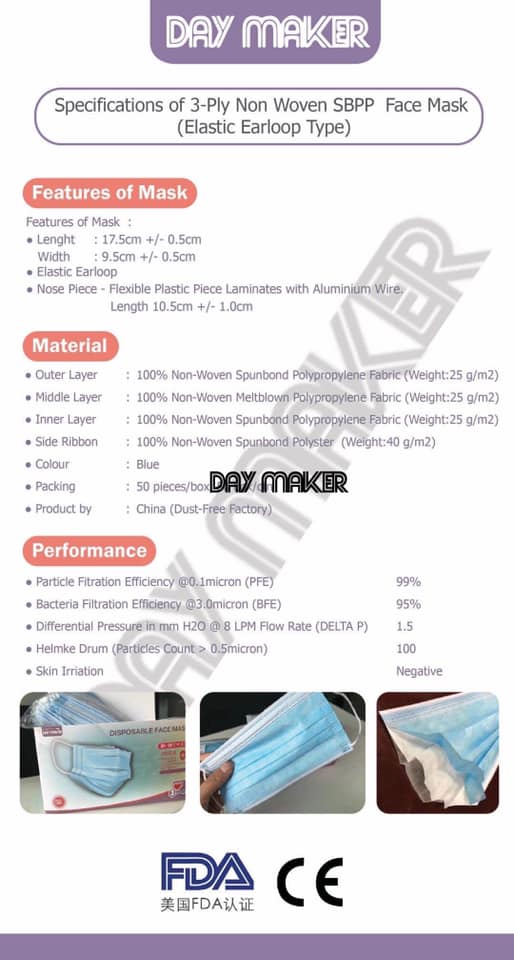 DAY MAKER
Specifications of 3-Ply Non Woven SBPP Face Mask
(Elastic Earloop Type)
Features of Mask
Features of Mask :
● Lenght : 17.5cm +/- 0.5cm
Width : 9.5cm +/- 0.5cm
● Elastic Earloop
● Nose Piece - Flexible Plastic Piece Laminates with Aluminium Wire.
Length 10.5cm +/- 1.0cm
Material
● Outer Layer : 100% Non-Woven Spunbond Polypropylene Fabric (Weight:25 g/m2)
● Middle Layer : 100% Non-Woven Meltblown Polypropylene Fabric (Weight:25 g/m2)
● Inner Layer : 100% Non-Woven Spunbond Polypropylene Fabric (Weight:25 g/m2)
● Side Ribbon : 100% Non-Woven Spunbond Polyster (Weight:40 g/m2)
● Colour : Blue
● Packing : 50 pieces/box
DAY MAKER
● Product by : China (Dust-Free Factory)
DAY MAKER
Performance
● Particle Fitration Efficiency @0.1micron (PFE) 99%
● Bacteria Filtration Efficiency @3.0micron (BFE) 95%
● Differential Pressure in mm H2O @ 8 LPM Flow Rate (DELTA P) 1.5
● Helmke Drum (Particles Count > 0.5micron) 100
● Skin Irriation Negative
DISPOSABLE FACE MAS
FDA CE
美国FDA认证